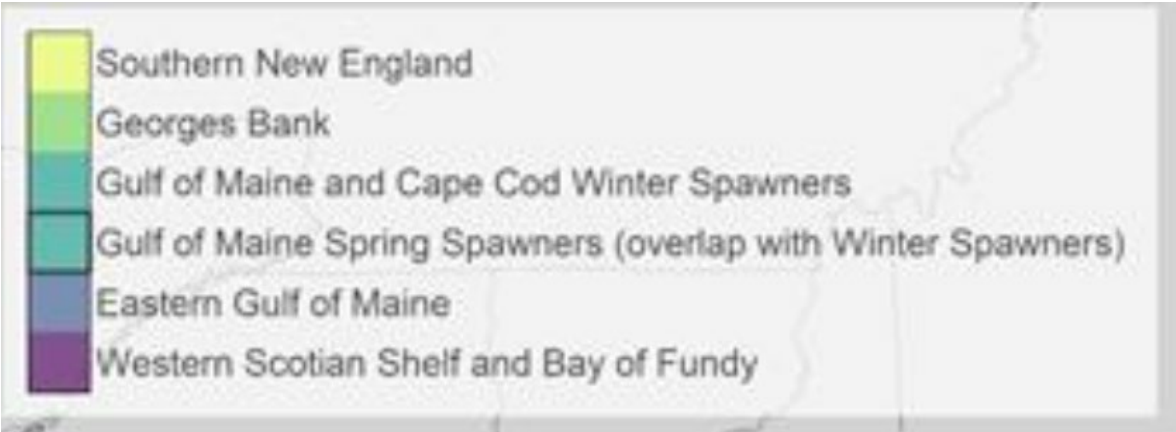 Southern New England
Georges Bank
Gulf of Maine and Cape Cod Winter Spawners
Gulf of Maine Spring Spawners (overlap with Winter Spawners)
Eastern Gulf of Maine
Western Scotian Shelf and Bay of Fundy